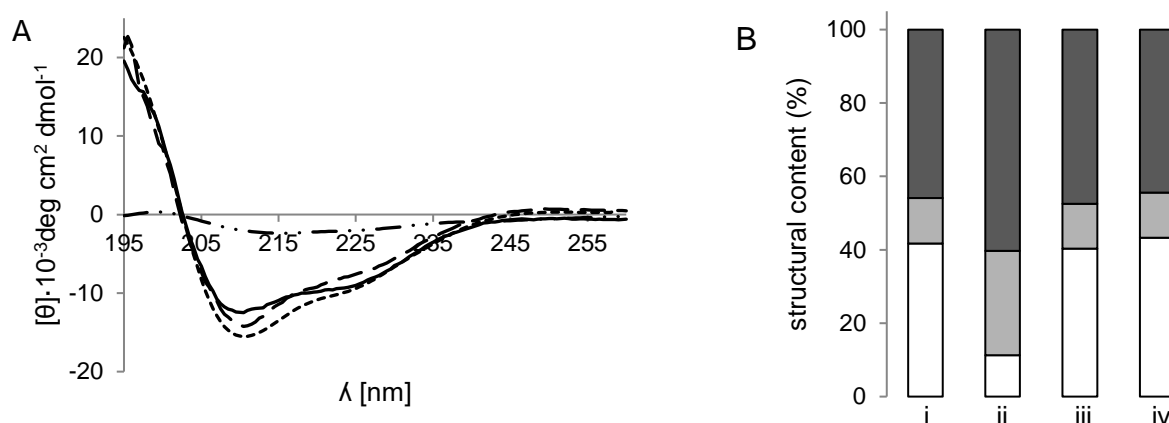 A
[θ]·10⁻³deg cm² dmol⁻¹
20
10
0
-10
-20
195 205 215 225 235 245 255
ʎ [nm]
B
structural content (%)
100
80
60
40
20
0
i ii iii iv